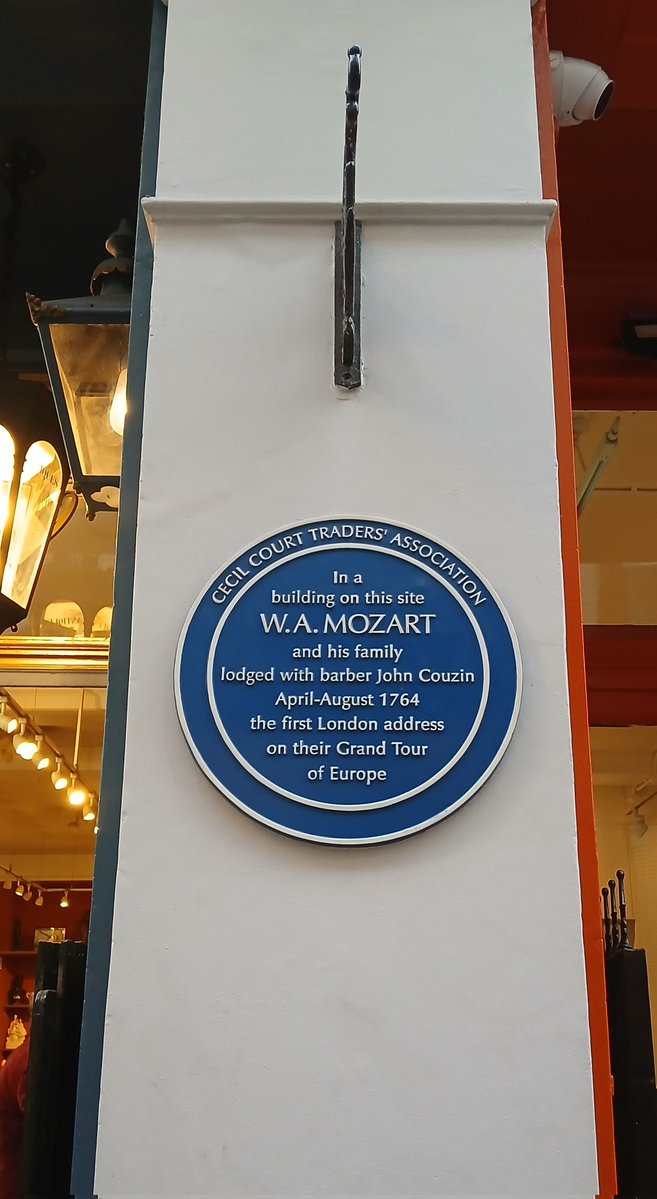 CECIL COURT TRADERS' ASSOCIATION
In a
building on this site
W.A. MOZART
and his family
lodged with barber John Couzin
April-August 1764
the first London address
on their Grand Tour
of Europe